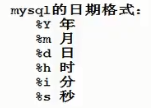 mysql的日期格式：
%Y 年
%m 月
%d 日
%h 时
%i 分
%s 秒